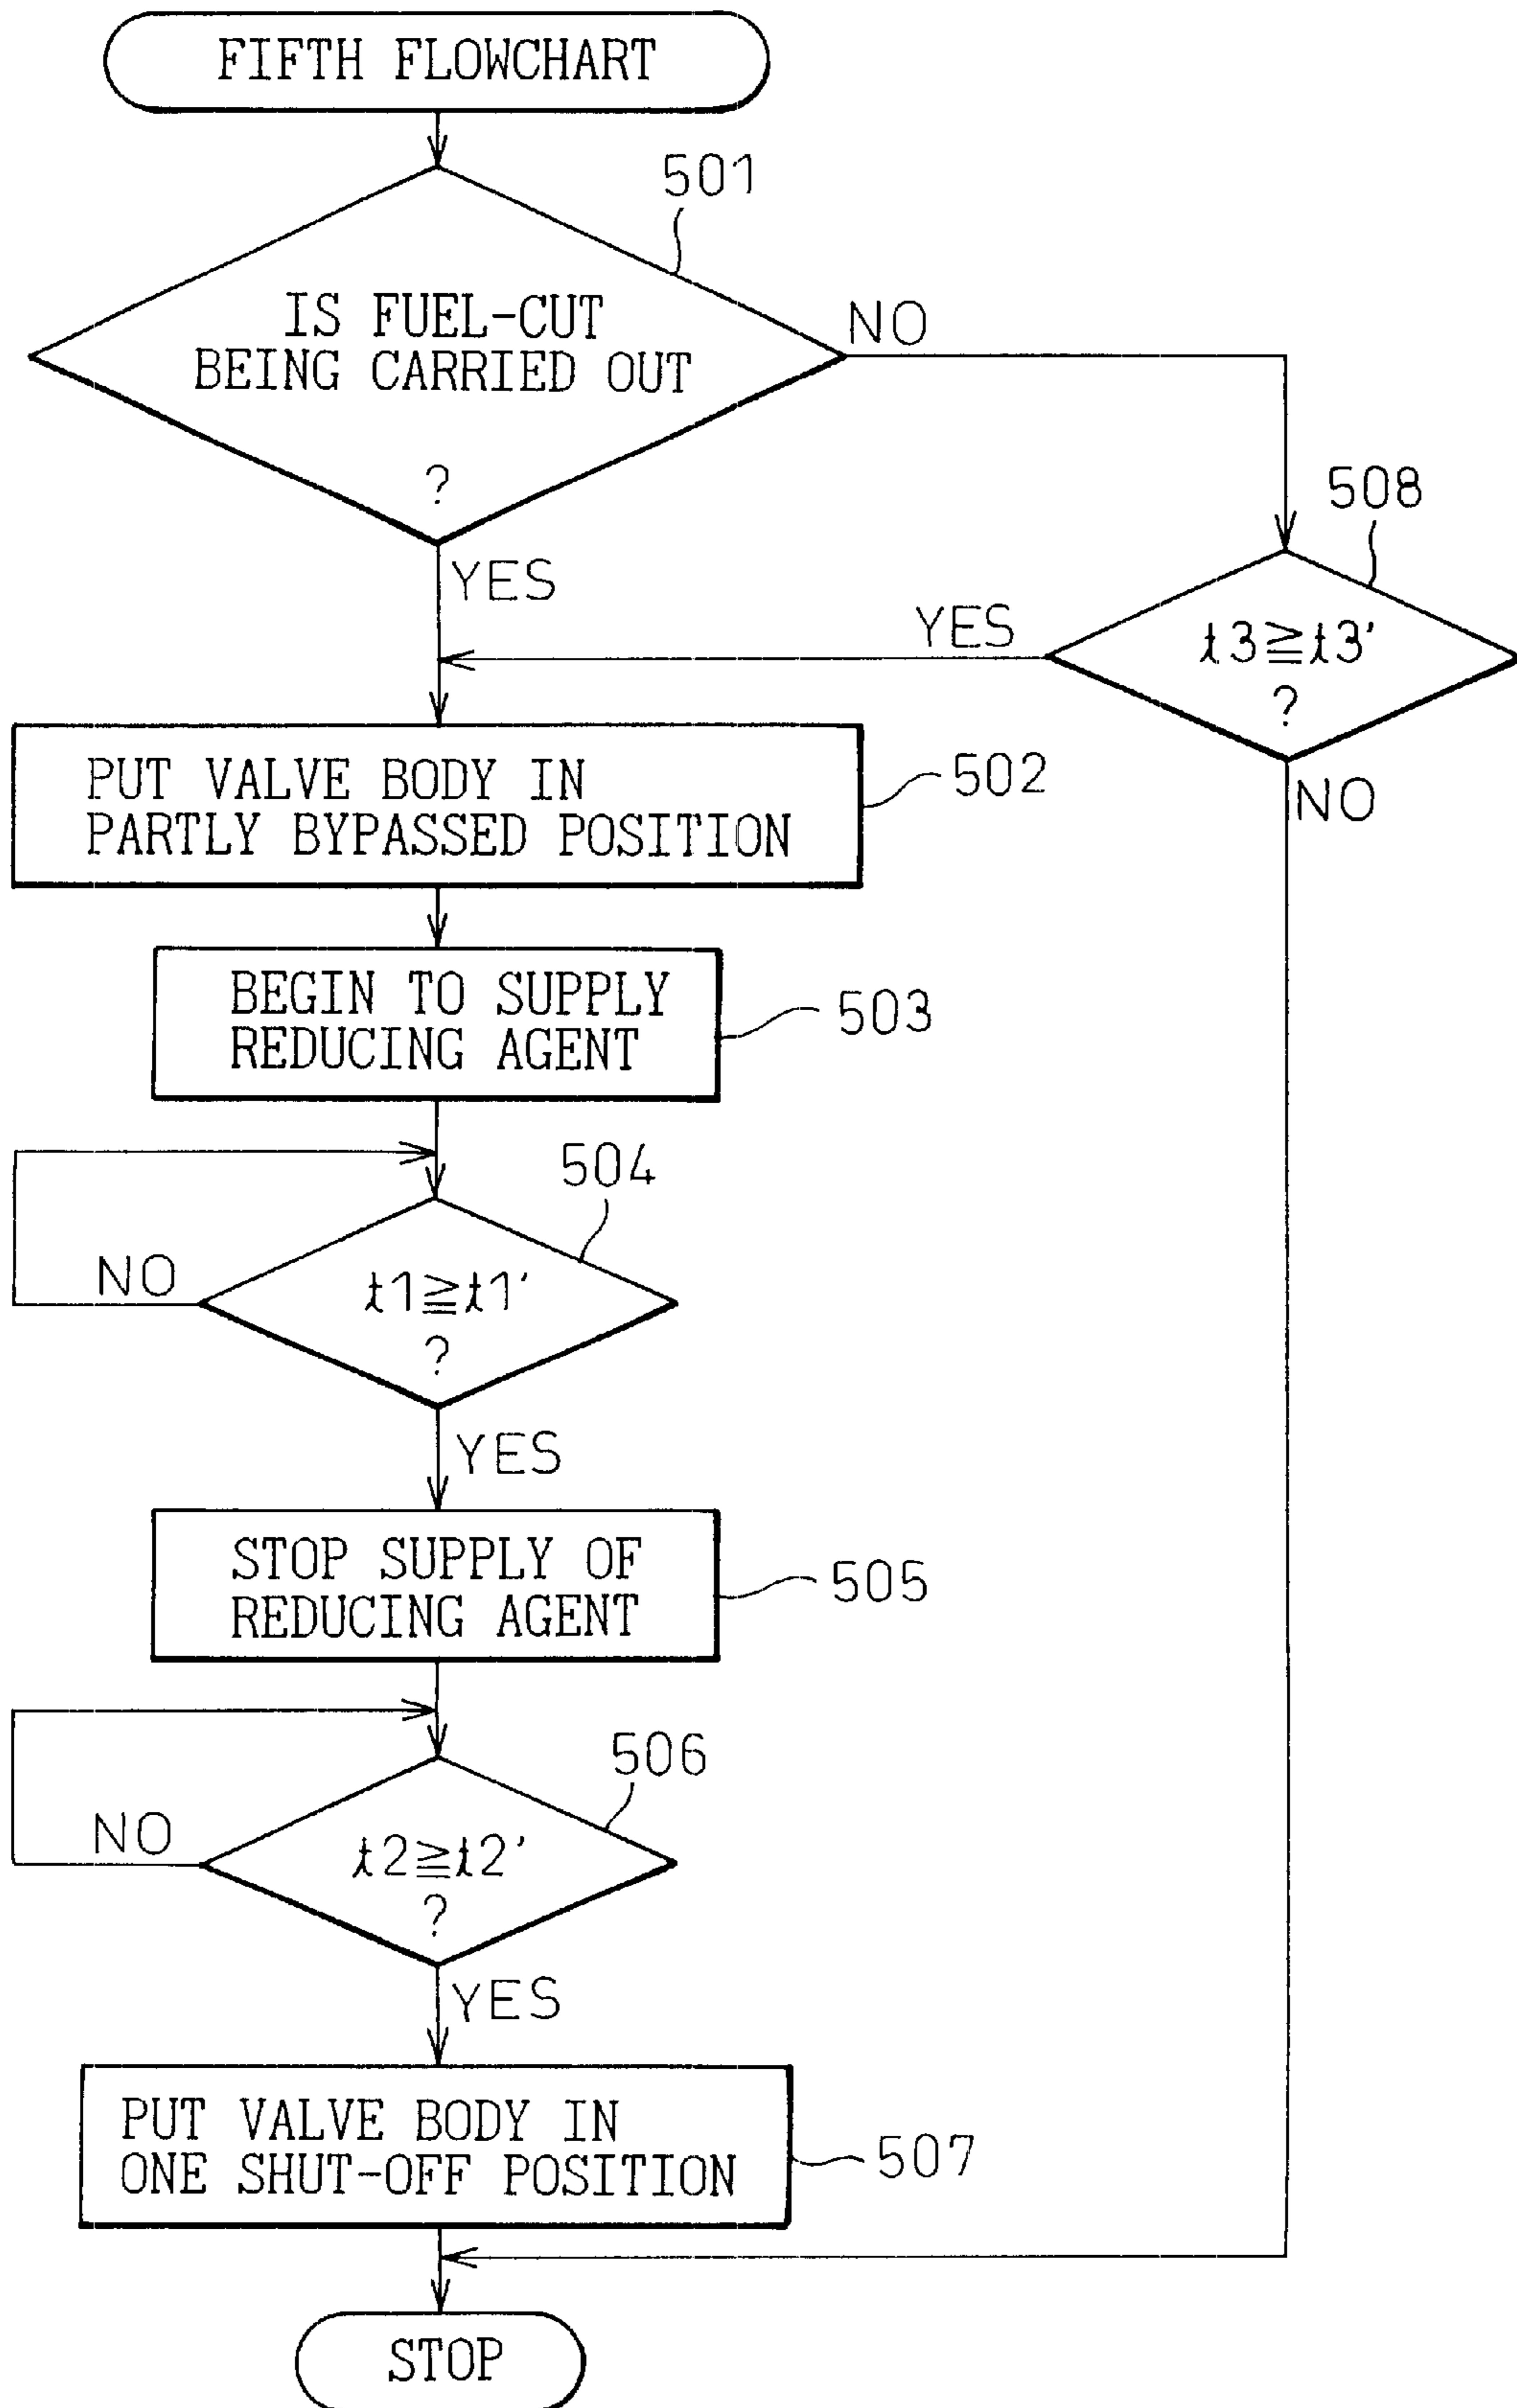 FIFTH FLOWCHART
501
IS FUEL-CUT
BEING CARRIED OUT
?
NO
YES
508
t3≧t3'
?
YES
NO
PUT VALVE BODY IN
PARTLY BYPASSED POSITION
502
BEGIN TO SUPPLY
REDUCING AGENT
503
504
t1≧t1'
?
NO
YES
STOP SUPPLY OF
REDUCING AGENT
505
506
t2≧t2'
?
NO
YES
PUT VALVE BODY IN
ONE SHUT-OFF POSITION
507
STOP